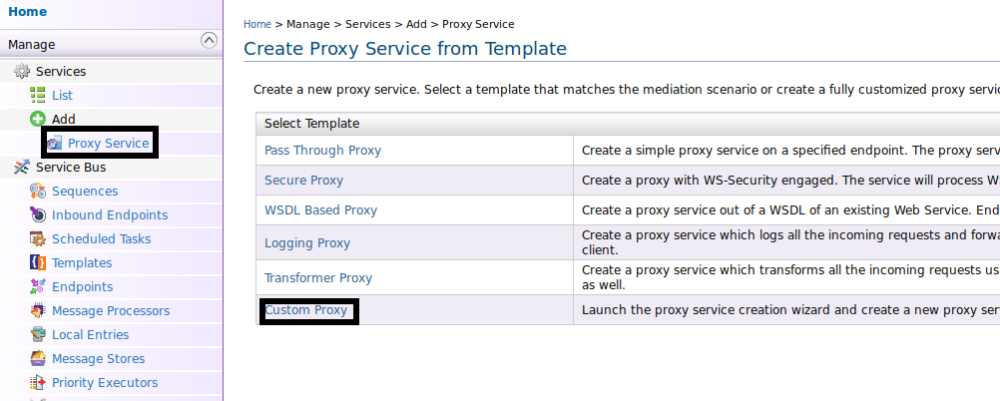 Home
Manage
Services
List
Add
Proxy Service
Service Bus
Sequences
Inbound Endpoints
Scheduled Tasks
Templates
Endpoints
Message Processors
Local Entries
Message Stores
Priority Executors
Home > Manage > Services > Add > Proxy Service
Create Proxy Service from Template
Create a new proxy service. Select a template that matches the mediation scenario or create a fully customized proxy servic
Select Template
Pass Through Proxy Create a simple proxy service on a specified endpoint. The proxy serv
Secure Proxy Create a proxy with WS-Security engaged. The service will process W
WSDL Based Proxy Create a proxy service out of a WSDL of an existing Web Service. End
Logging Proxy Create a proxy service which logs all the incoming requests and forwa
client.
Transformer Proxy Create a proxy service which transforms all the incoming requests us
as well.
Custom Proxy Launch the proxy service creation wizard and create a new proxy ser